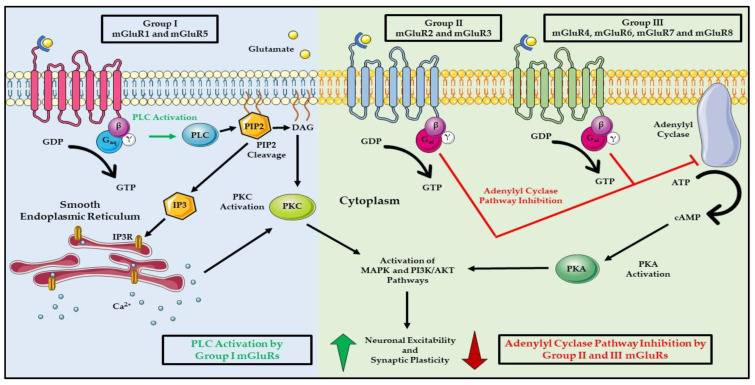 Group I
mGluR1 and mGluR5
Glutamate
Group II
mGluR2 and mGluR3
Group III
mGluR4, mGluR6, mGluR7 and mGluR8
PLC Activation
β
Gαq
γ
GDP
GTP
PLC
PIP2
DAG
PIP2
Cleavage
β
Gαi
γ
GDP
GTP
β
Gαi
γ
GDP
GTP
Adenylyl
Cyclase
ATP
cAMP
Smooth
Endoplasmic Reticulum
IP3R
IP3
PKC
Activation
PKC
Cytoplasm
Adenylyl Cyclase
Pathway Inhibition
Ca²⁺
Activation of
MAPK and PI3K/AKT
Pathways
PKA
PKA
Activation
PLC Activation by
Group I mGluRs
Neuronal Excitability
and
Synaptic Plasticity
Adenylyl Cyclase Pathway Inhibition by
Group II and III mGluRs